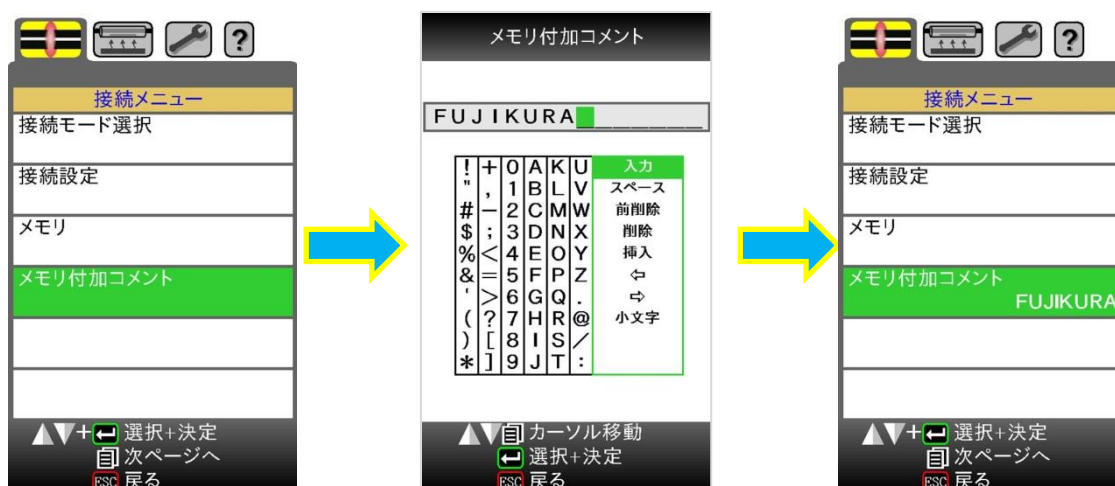 ?
接続メニュー
接続モード選択
接続設定
メモリ
メモリ付加コメント
▲▼+ 選択+決定
次ページへ
ESC 戻る
メモリ付加コメント
FUJIKURA
! + 0 A K U 入力
" , 1 B L V スペース
# − 2 C M W 前削除
$ ; 3 D N X 削除
% < 4 E O Y 挿入
& = 5 F P Z ⇦
' > 6 G Q . ⇨
( ? 7 H R @ 小文字
) [ 8 I S /
* ] 9 J T :
▲▼ カーソル移動
選択+決定
ESC 戻る
?
接続メニュー
接続モード選択
接続設定
メモリ
メモリ付加コメント
FUJIKURA
▲▼+ 選択+決定
次ページへ
ESC 戻る